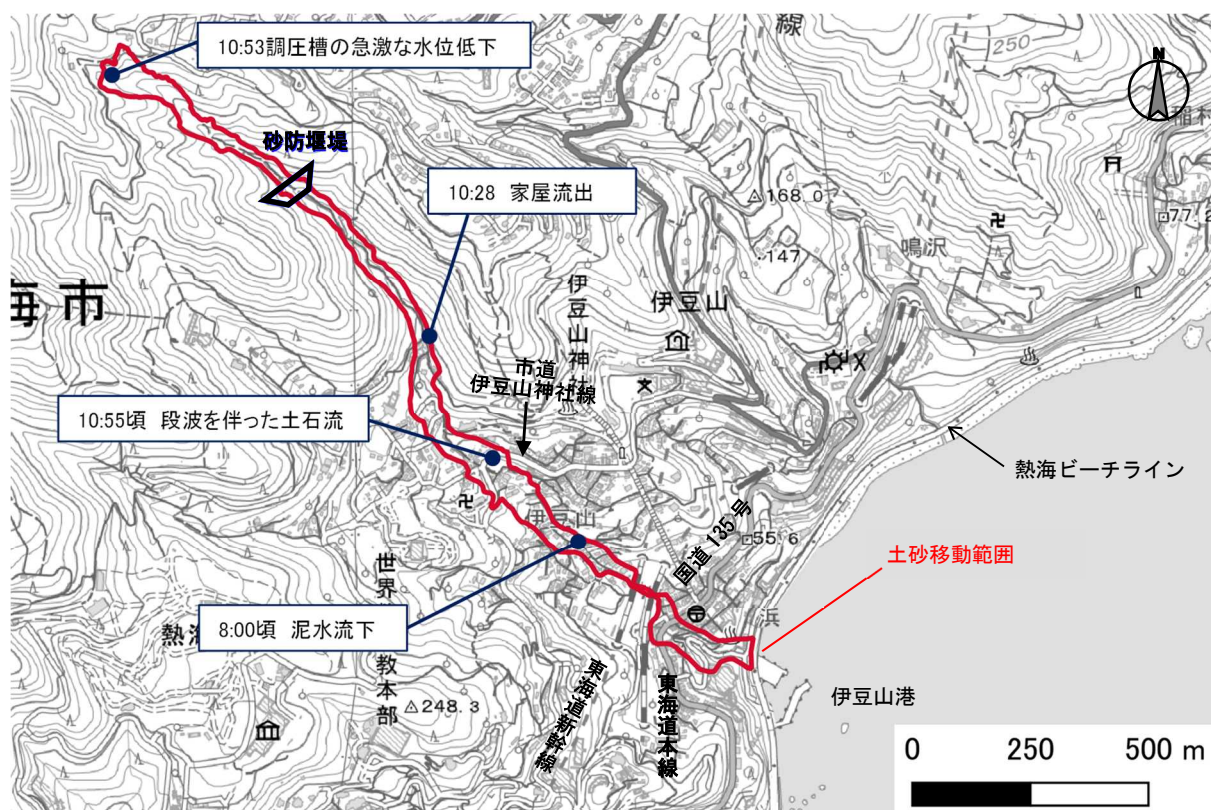 10:53調圧槽の急激な水位低下
線
250
N
稲村
砂防堰堤
10:28 家屋流出
168.0
147
77.2
鳴沢
海市
伊豆山神社
伊豆山
市道
伊豆山神社線
200
10:55頃 段波を伴った土石流
熱海ビーチライン
伊豆山
国道135号
55.6
土砂移動範囲
世界
教本部
8:00頃 泥水流下
浜
熱海
248.3
東海道新幹線
東海道本線
伊豆山港
0 250 500 m